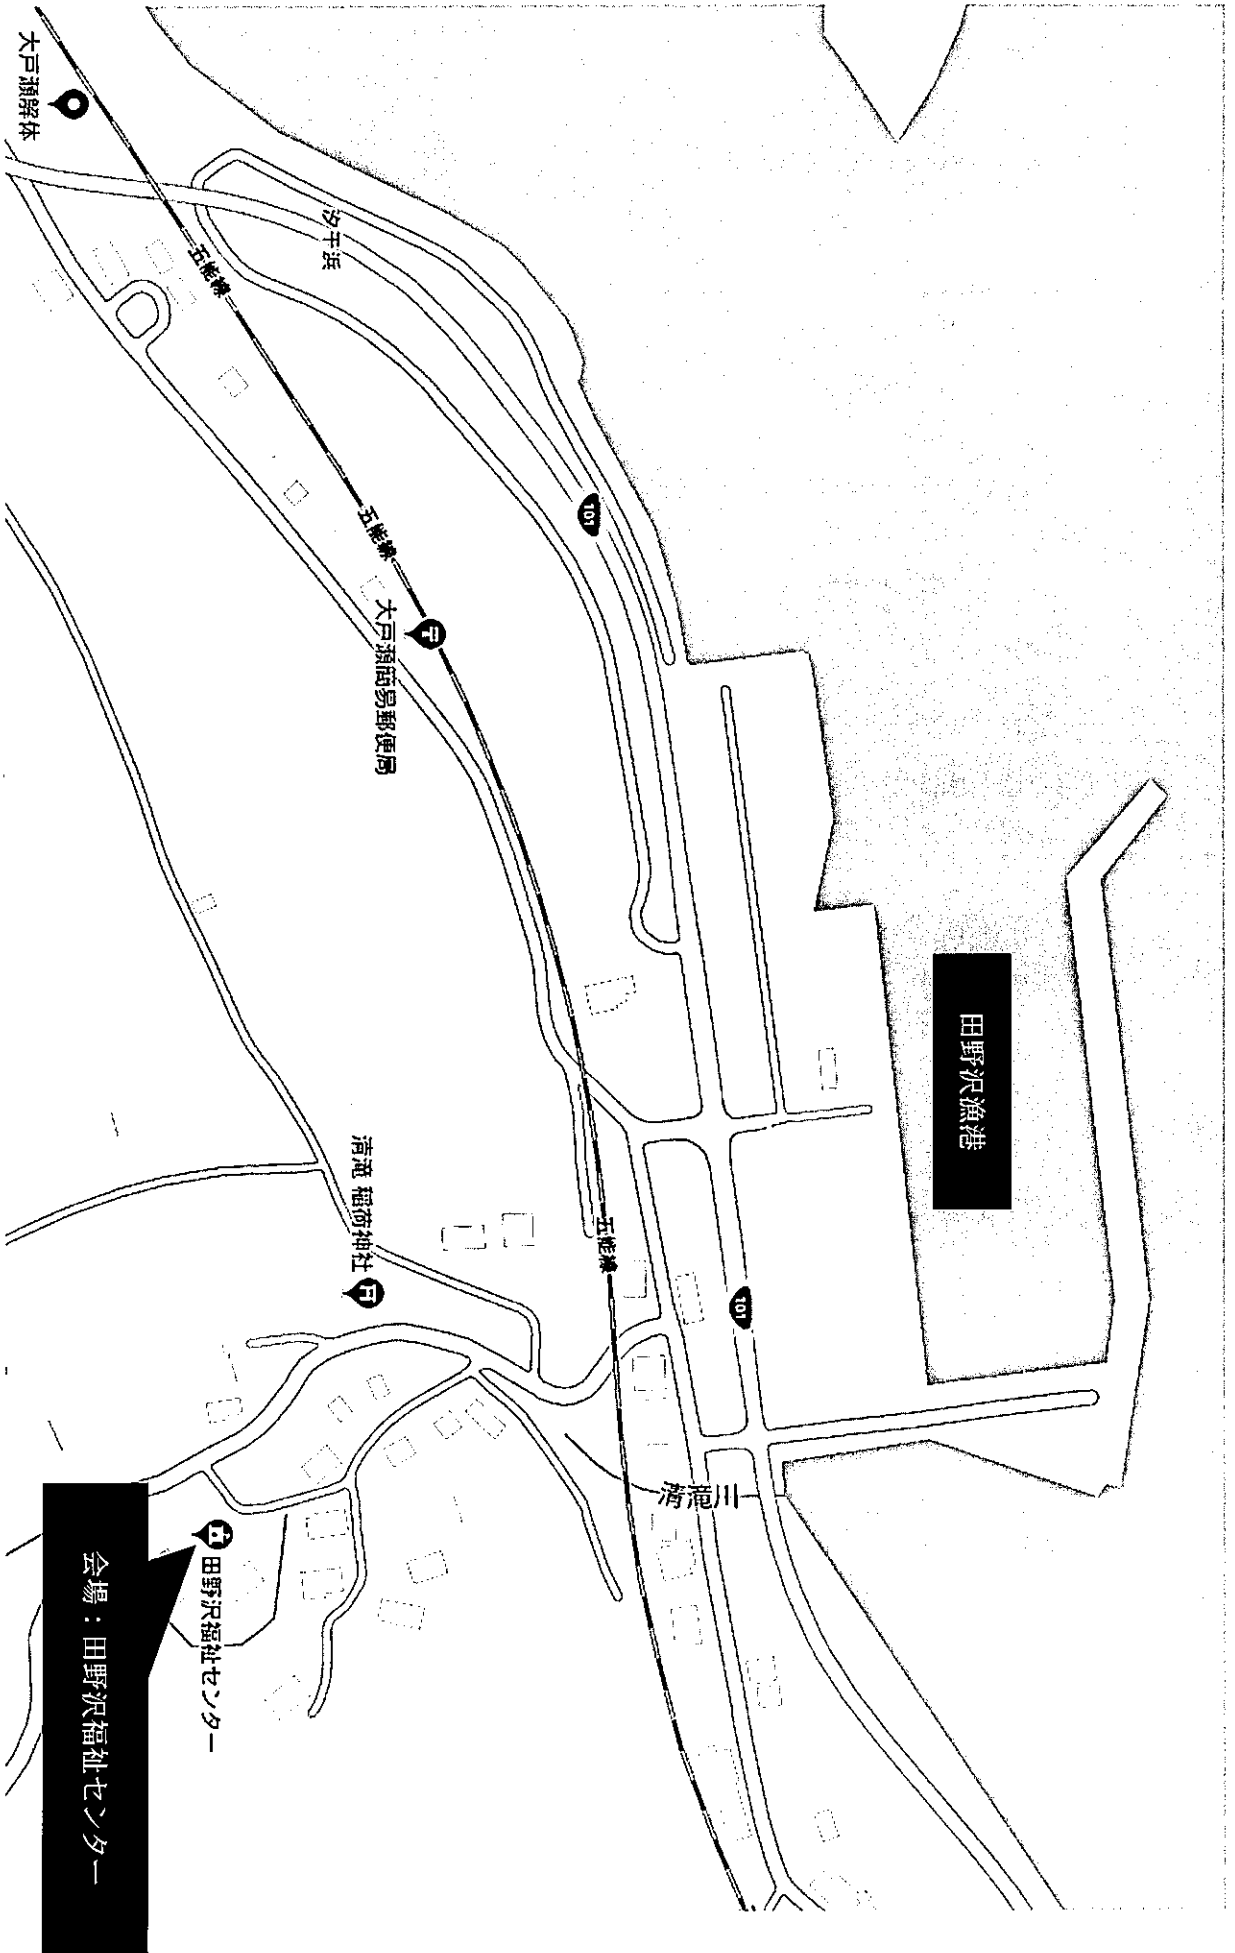 田野沢漁港
101
汐干浜
101
五能線
五能線
大戸瀬解体
大戸瀬簡易郵便局
五能線
清滝川
清滝 稲荷神社
田野沢福祉センター
会場：田野沢福祉センター